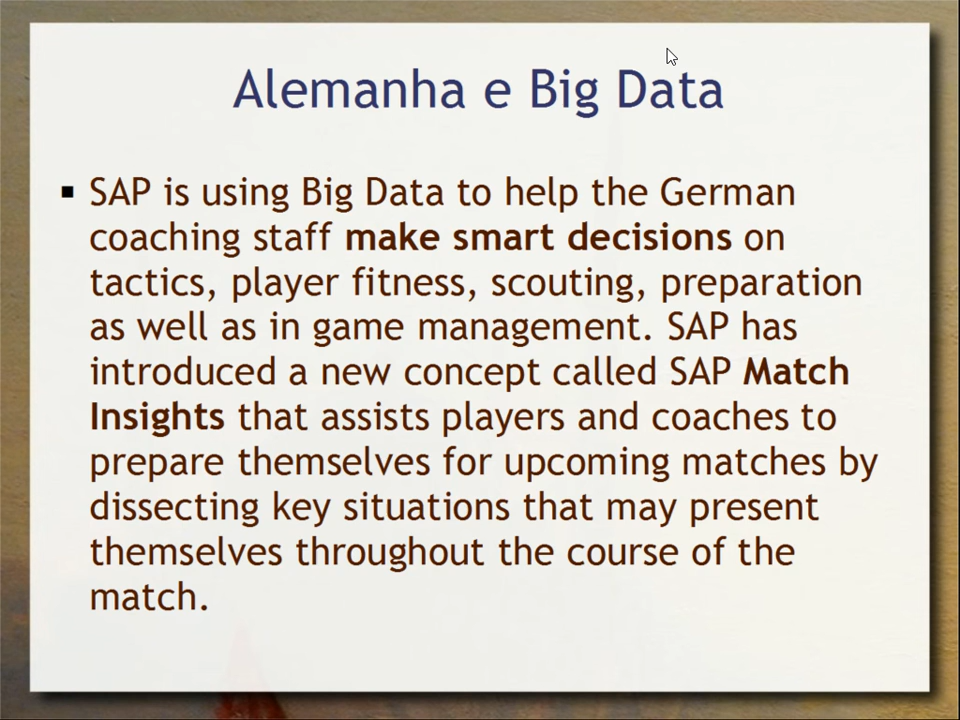 Alemanha e Big Data
▪ SAP is using Big Data to help the German
coaching staff make smart decisions on
tactics, player fitness, scouting, preparation
as well as in game management. SAP has
introduced a new concept called SAP Match
Insights that assists players and coaches to
prepare themselves for upcoming matches by
dissecting key situations that may present
themselves throughout the course of the
match.